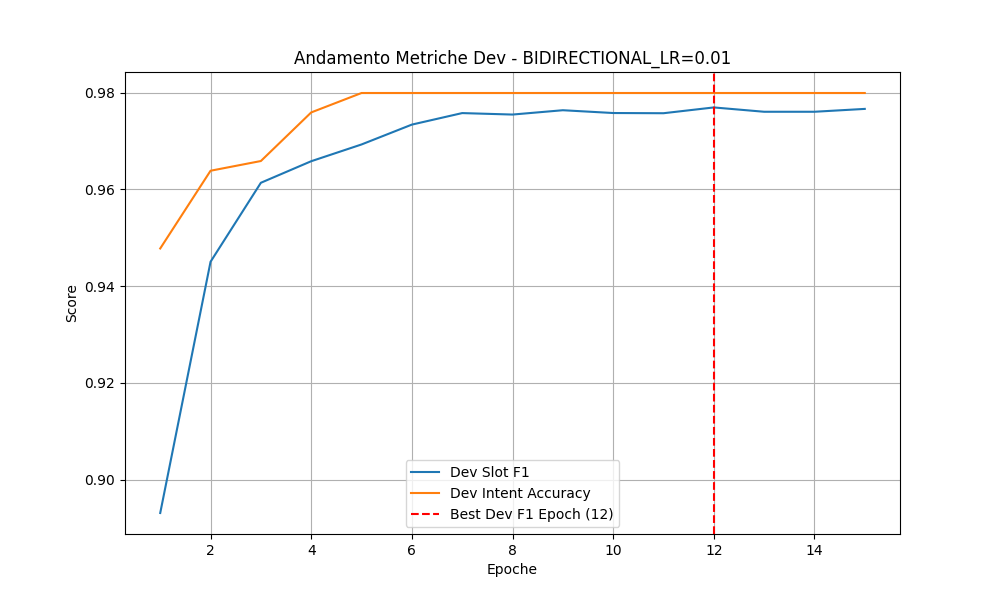 Andamento Metriche Dev - BIDIRECTIONAL_LR=0.01
Score
0.98
0.96
0.94
0.92
0.90
Dev Slot F1
Dev Intent Accuracy
Best Dev F1 Epoch (12)
2 4 6 8 10 12 14
Epoche